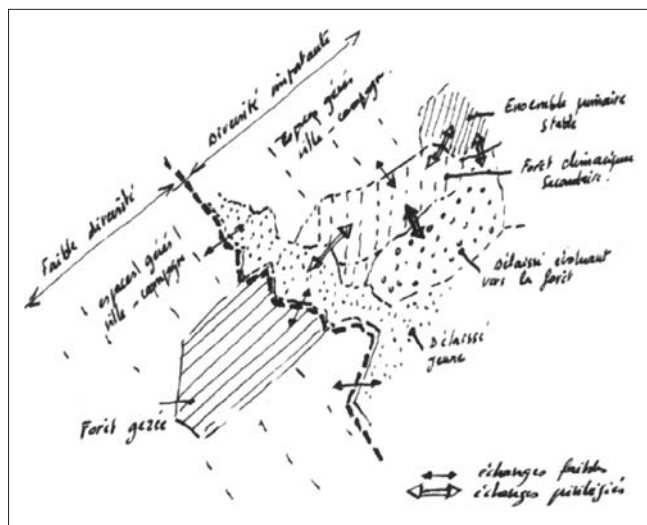 Diversité importante
Espaces gérés
ville - campagne
Faible diversité
espaces gérés
ville - campagne
Ensemble primaire
stable
Forêt climacique
Secondaire.
Délaissé évoluant
vers la forêt
Délaissé
jeune
Forêt gérée
échanges faibles
échanges privilégiés